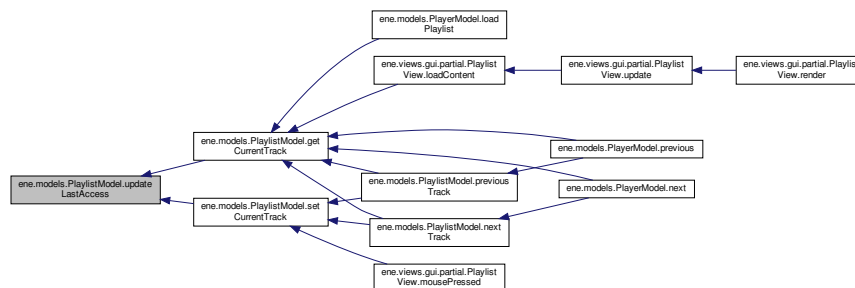 ene.models.PlayerModel.load
Playlist
ene.views.gui.partial.Playlist
View.loadContent
ene.views.gui.partial.Playlist
View.update
ene.views.gui.partial.Playlist
View.render
ene.models.PlaylistModel.get
CurrentTrack
ene.models.PlayerModel.previous
ene.models.PlaylistModel.update
LastAccess
ene.models.PlaylistModel.previous
Track
ene.models.PlayerModel.next
ene.models.PlaylistModel.set
CurrentTrack
ene.models.PlaylistModel.next
Track
ene.views.gui.partial.Playlist
View.mousePressed